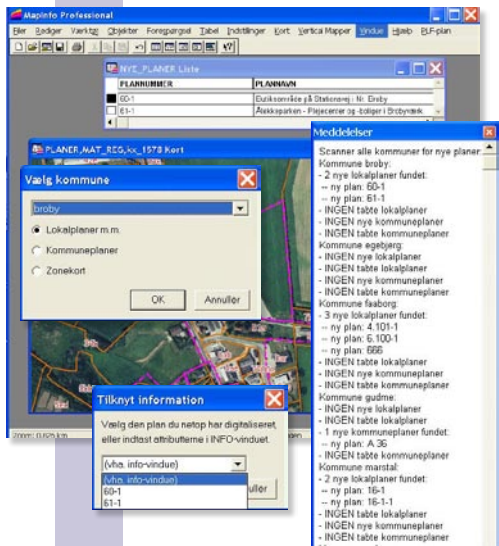 MapInfo Professional
Filer Rediger Værktøj Objekter Forespørgsel Tabel Indstillinger Kort Vertical Mapper Vindue Hjælp BLF-plan
NYE_PLANER Liste
PLANNUMMER PLANNAVN
60-1 Butiksområde på Stationsvej i Nr. Broby
61-1 Åløkkeparken - Plejecenter og -boliger i Brobyværk
PLANER,MAT_REG,kx_1578 Kort
Vælg kommune
broby
Lokalplaner m.m.
Kommuneplaner
Zonekort
OK Annuller
Tilknyt information
Vælg den plan du netop har digitaliseret,
eller indtast attributterne i INFO-vinduet.
(vha. info-vindue)
(vha. info-vindue)
60-1
61-1
uller
Meddelelser
Scanner alle kommuner for nye planer
Kommune broby:
- 2 nye lokalplaner fundet:
-- ny plan: 60-1
-- ny plan: 61-1
- INGEN tabte lokalplaner
- INGEN nye kommuneplaner
- INGEN tabte kommuneplaner
Kommune egebjerg:
- INGEN nye lokalplaner
- INGEN tabte lokalplaner
- INGEN nye kommuneplaner
- INGEN tabte kommuneplaner
Kommune faaborg:
- 3 nye lokalplaner fundet:
-- ny plan: 4.101-1
-- ny plan: 6.100-1
-- ny plan: 666
- INGEN tabte lokalplaner
- INGEN nye kommuneplaner
- INGEN tabte kommuneplaner
Kommune gudme:
- INGEN nye lokalplaner
- INGEN tabte lokalplaner
- 1 nye kommuneplaner fundet:
-- ny plan: A 36
- INGEN tabte kommuneplaner
Kommune marstal:
- 2 nye lokalplaner fundet:
-- ny plan: 16-1
-- ny plan: 16-1-1
- INGEN tabte lokalplaner
- INGEN nye kommuneplaner
- INGEN tabte kommuneplaner